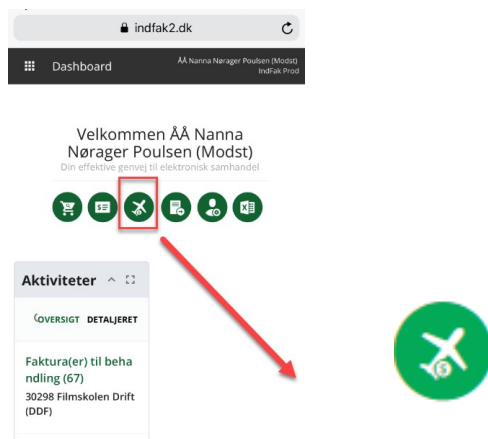 indfak2.dk
Dashboard
ÅÅ Nanna Nørager Poulsen (Modst)
IndFak Prod
Velkommen ÅÅ Nanna
Nørager Poulsen (Modst)
Din effektive genvej til elektronisk samhandel
Aktiviteter
OVERSIGT DETALJERET
Faktura(er) til beha
ndling (67)
30298 Filmskolen Drift
(DDF)